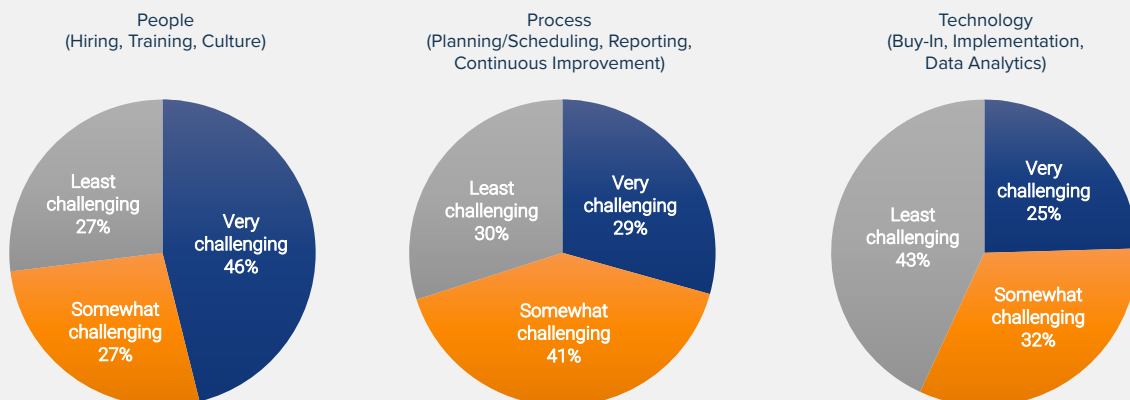 People
(Hiring, Training, Culture)
Least
challenging
27%
Very
challenging
46%
Somewhat
challenging
27%
Process
(Planning/Scheduling, Reporting,
Continuous Improvement)
Least
challenging
30%
Very
challenging
29%
Somewhat
challenging
41%
Technology
(Buy-In, Implementation,
Data Analytics)
Least
challenging
43%
Very
challenging
25%
Somewhat
challenging
32%